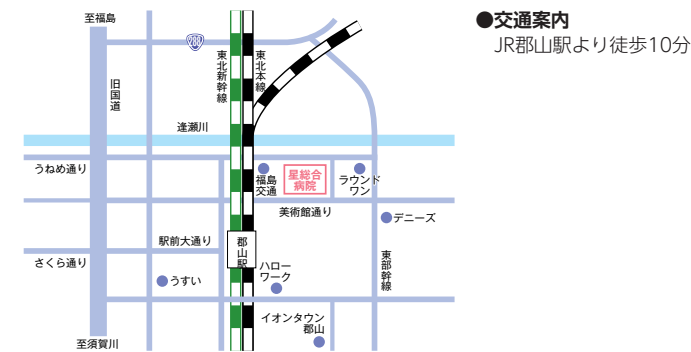 至福島
288
●交通案内
JR郡山駅より徒歩10分
旧国道
東北新幹線
東北本線
逢瀬川
うねめ通り
福島
交通
星総合
病院
ラウンド
ワン
美術館通り
デニーズ
駅前大通り
郡山駅
さくら通り
うすい
ハロー
ワーク
東部幹線
イオンタウン
郡山
至須賀川